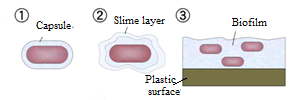 ① Capsule
② Slime layer
③ Biofilm
Plastic
surface